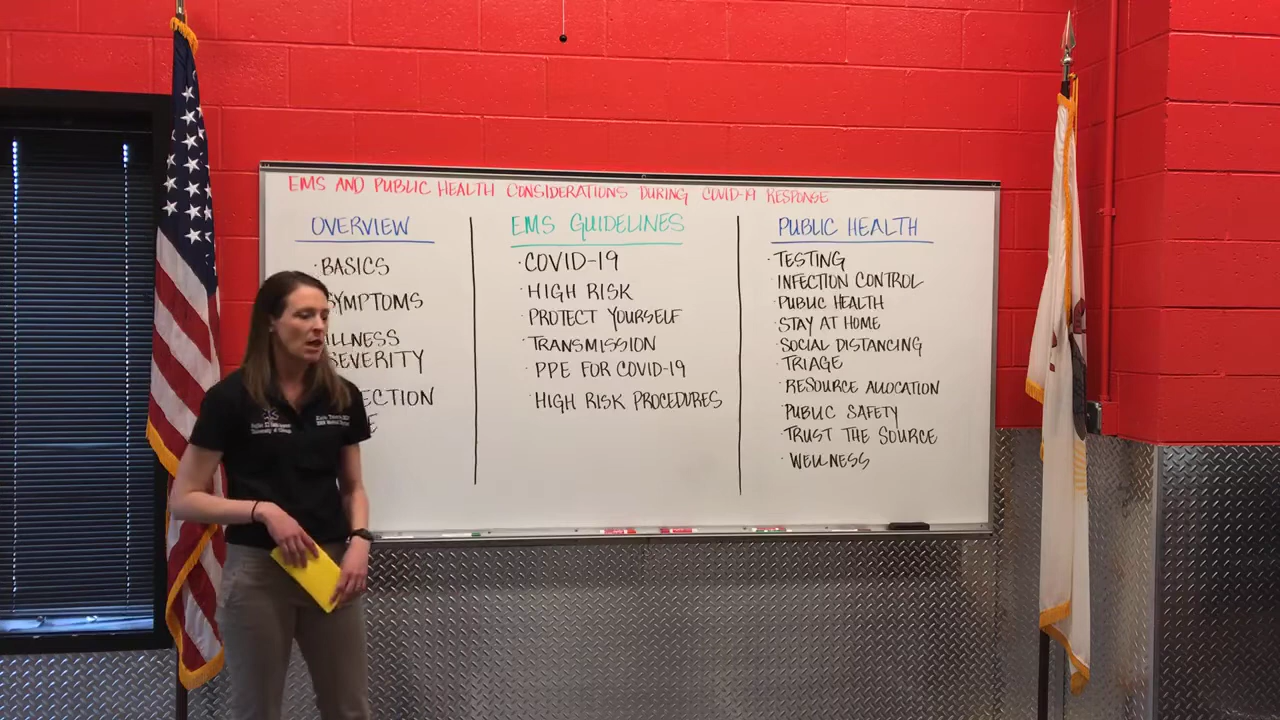 EMS AND PUBLIC HEALTH CONSIDERATIONS DURING COVID-19 RESPONSE
OVERVIEW
· BASICS
SYMPTOMS
ILLNESS
SEVERITY
EMS GUIDELINES
· COVID-19
· HIGH RISK
· PROTECT YOURSELF
· TRANSMISSION
· PPE FOR COVID-19
· HIGH RISK PROCEDURES
PUBLIC HEALTH
· TESTING
· INFECTION CONTROL
· PUBLIC HEALTH
· STAY AT HOME
· SOCIAL DISTANCING
· TRIAGE
· RESOURCE ALLOCATION
· PUBLIC SAFETY
· TRUST THE SOURCE
· WELLNESS